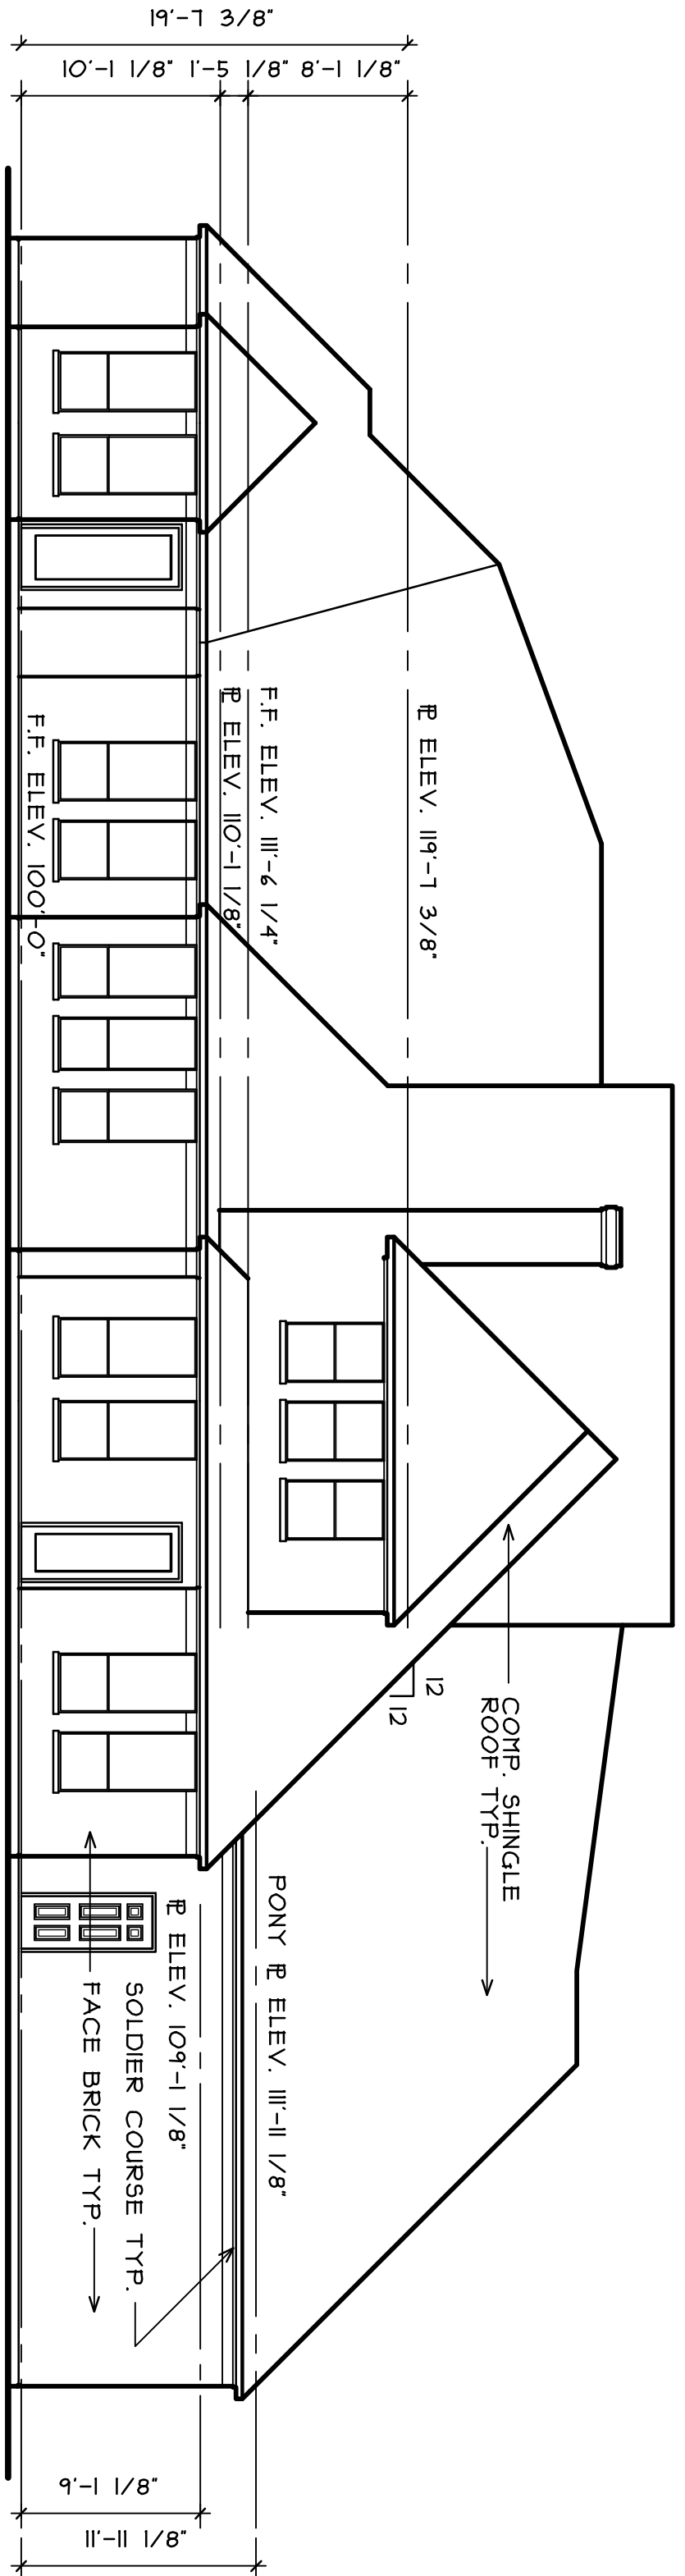 19'-7 3/8"
10'-1 1/8" 1'-5 1/8" 8'-1 1/8"
℄ ELEV. 119'-7 3/8"
F.F. ELEV. 111'-6 1/4"
℄ ELEV. 110'-1 1/8"
F.F. ELEV. 100'-0"
12
12
COMP. SHINGLE
ROOF TYP.
PONY ℄ ELEV. 111'-11 1/8"
℄ ELEV. 109'-1 1/8"
SOLDIER COURSE TYP.
FACE BRICK TYP.
9'-1 1/8"
11'-11 1/8"